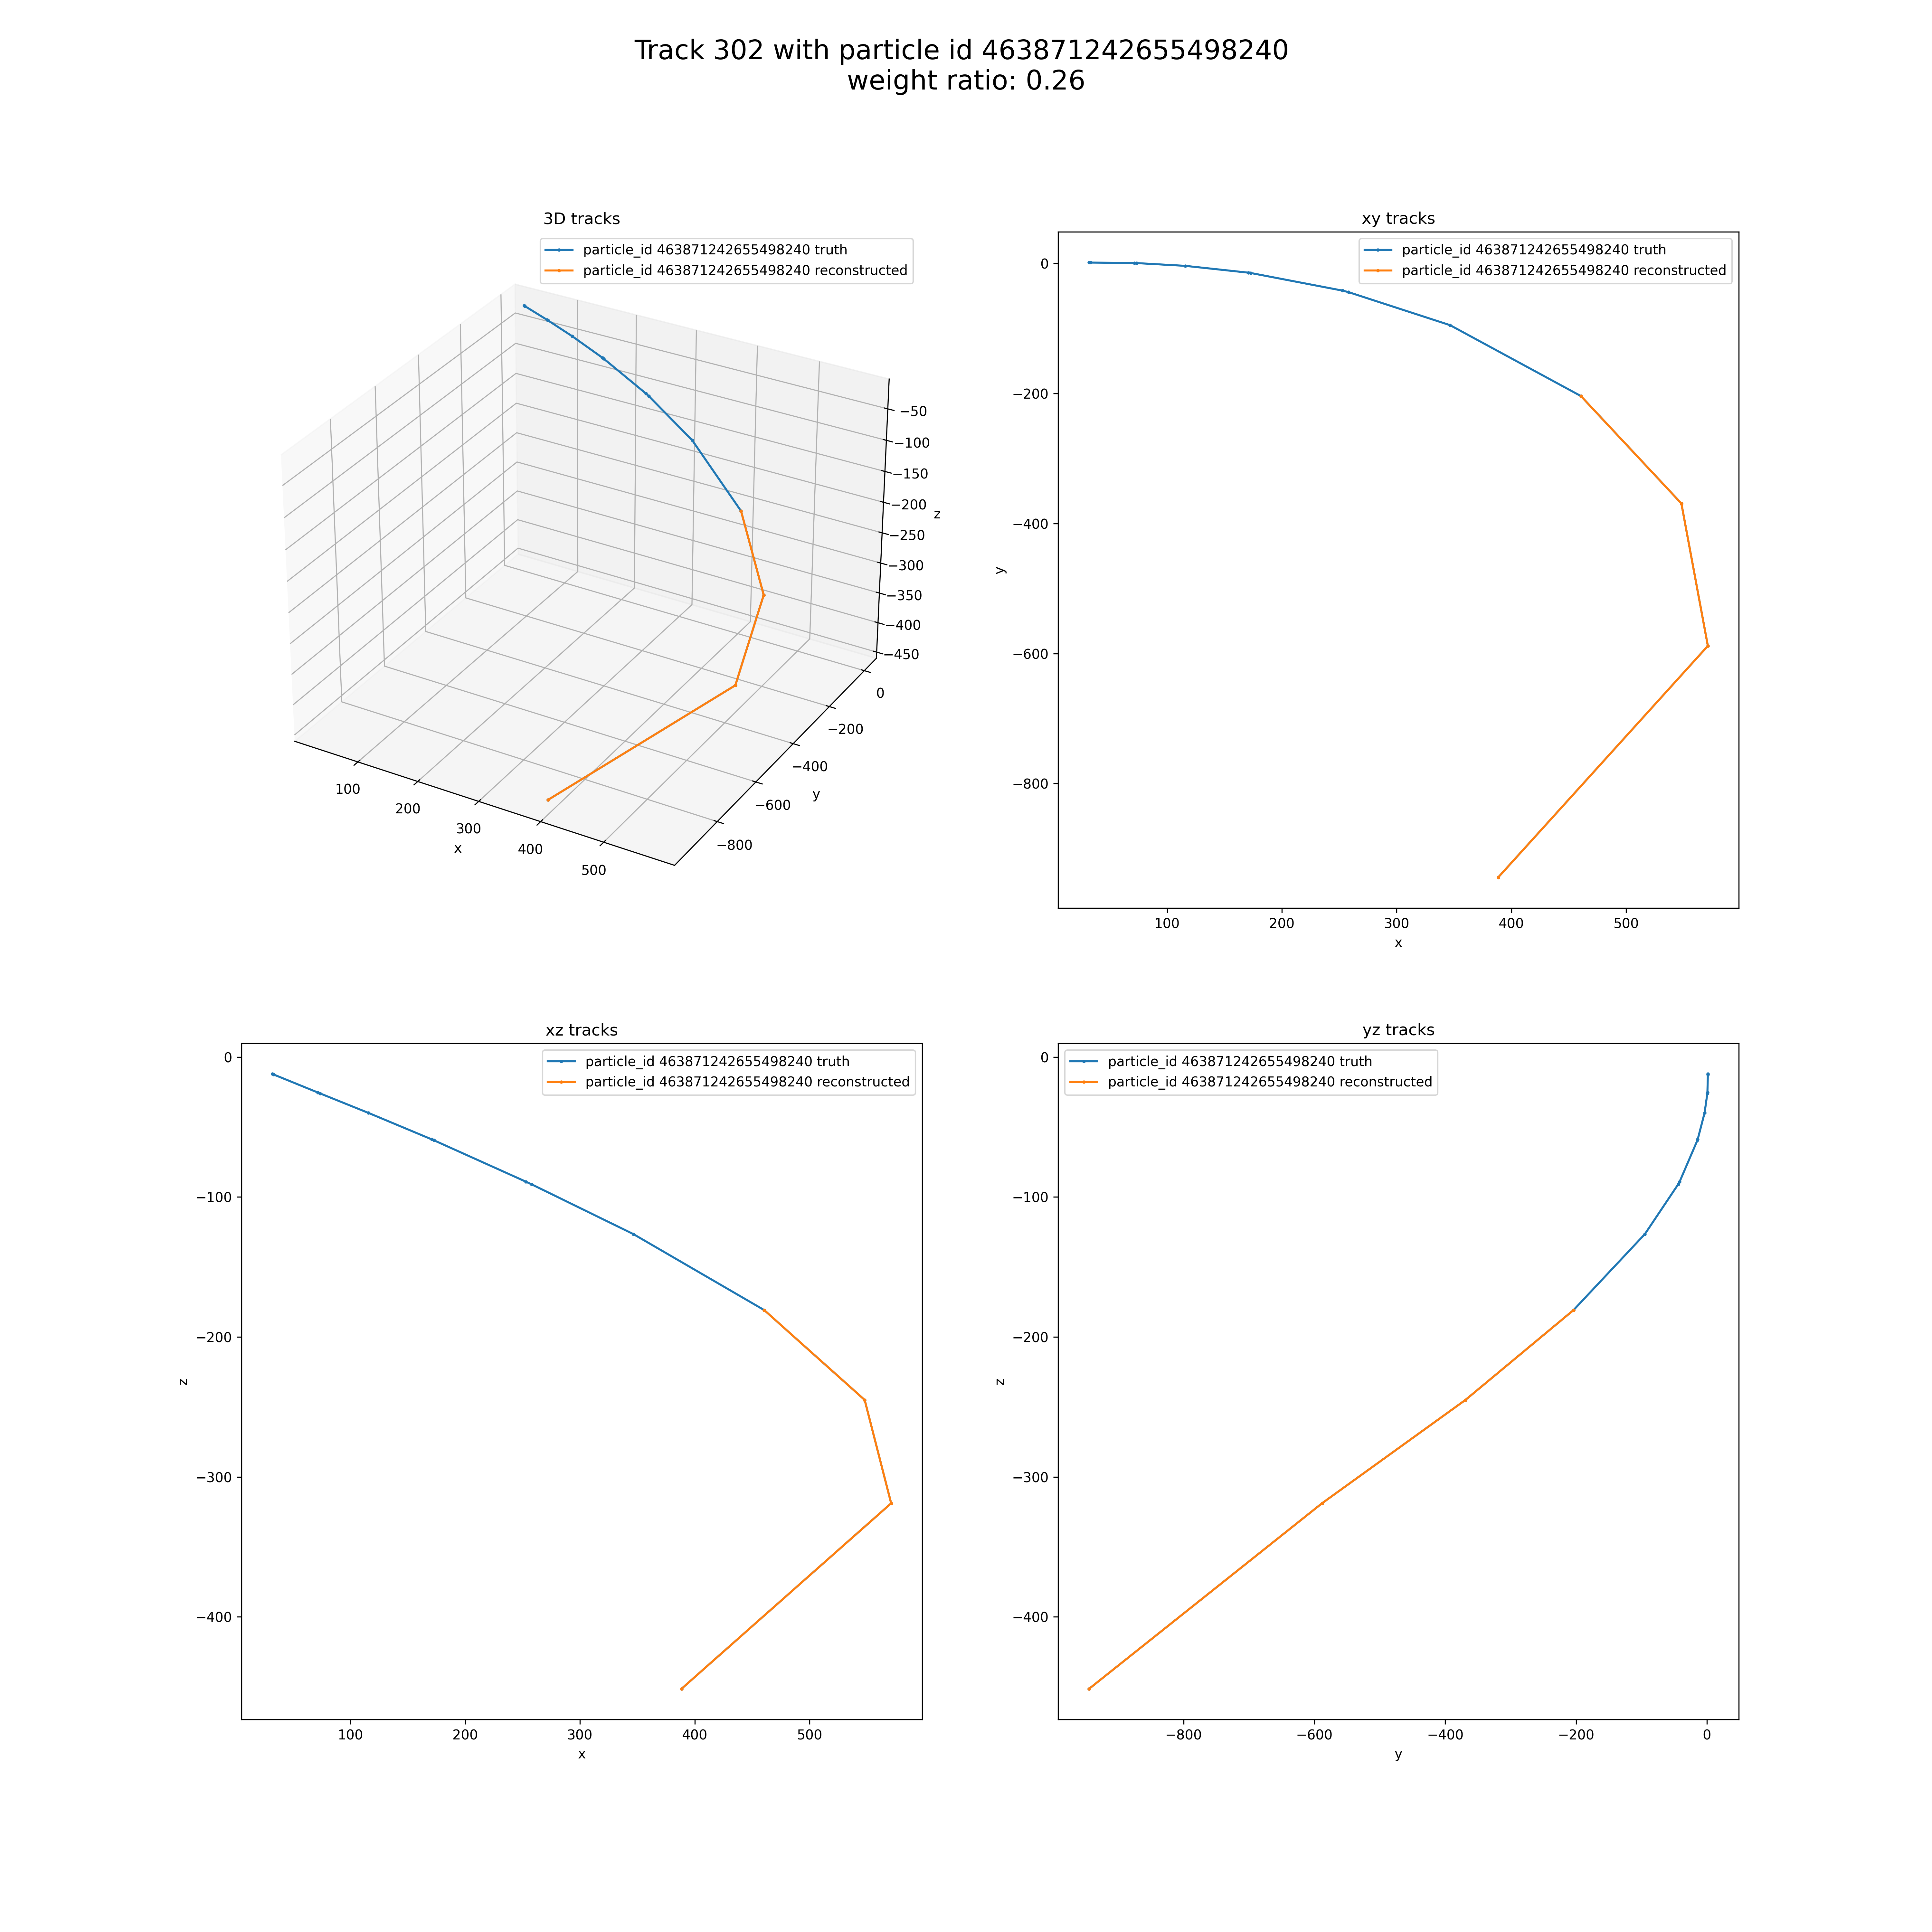 Track 302 with particle id 463871242655498240
weight ratio: 0.26
3D tracks
particle_id 463871242655498240 truth
particle_id 463871242655498240 reconstructed
−50
−100
−150
−200
−250
−300
−350
−400
−450
z
0
−200
−400
−600
−800
y
100
200
300
400
500
x
xy tracks
particle_id 463871242655498240 truth
particle_id 463871242655498240 reconstructed
0
−200
−400
−600
−800
y
100 200 300 400 500
x
xz tracks
particle_id 463871242655498240 truth
particle_id 463871242655498240 reconstructed
0
−100
−200
−300
−400
z
100 200 300 400 500
x
yz tracks
particle_id 463871242655498240 truth
particle_id 463871242655498240 reconstructed
0
−100
−200
−300
−400
z
−800 −600 −400 −200 0
y